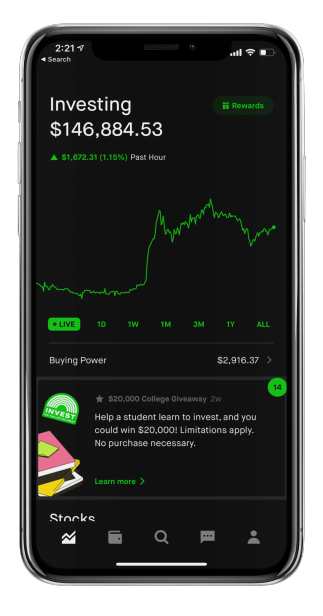 2:21
◂ Search
Investing
$146,884.53
Rewards
▲ $1,672.31 (1.15%) Past Hour
LIVE 1D 1W 1M 3M 1Y ALL
Buying Power $2,916.37 >
14
★ $20,000 College Giveaway 2w
Help a student learn to invest, and you
could win $20,000! Limitations apply.
No purchase necessary.
INVEST
Learn more >
Stocks